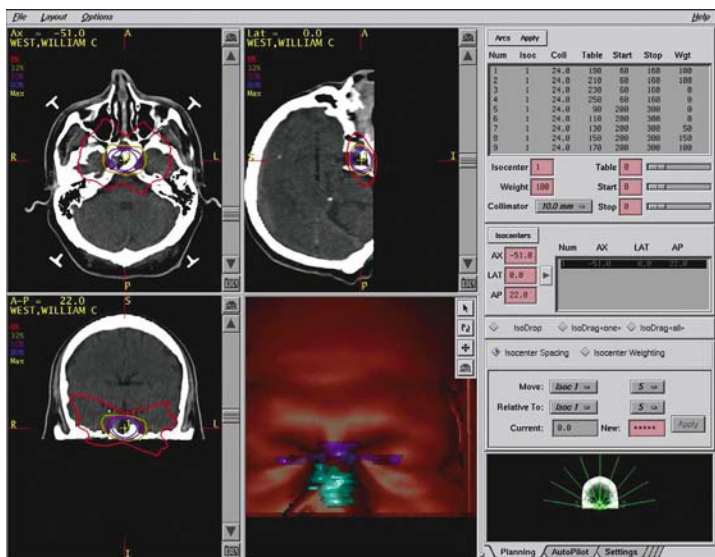 File Layout Options Help
Ax = -51.0 A
WEST,WILLIAM C
Max
R L
P
Lat = 0.0 A
WEST,WILLIAM C
Max
S I
P
A-P = 22.0 S
WEST,WILLIAM C
Max
R L
I
Arcs Apply
Num Isoc Coll Table Start Stop Wgt
1 1 24.0 190 60 160 100
2 1 24.0 210 60 160 100
3 1 24.0 230 60 160 0
4 1 24.0 250 60 160 0
5 1 24.0 90 200 300 0
6 1 24.0 110 200 300 0
7 1 24.0 130 200 300 50
8 1 24.0 150 200 300 150
9 1 24.0 170 200 300 100
Isocenter 1 Table 0
Weight 100 Start 0
Collimator 10.0 mm Stop 0
Isocenters
Num AX LAT AP
AX -51.0
-51.0 0.0 22.0
LAT 0.0
AP 22.0
IsoDrop IsoDrag<one> IsoDrag<all>
Isocenter Spacing Isocenter Weighting
Move: Isoc 1 S
Relative To: Isoc 1 S
Current: 0.0 New: ***** Apply
Planning AutoPilot Settings